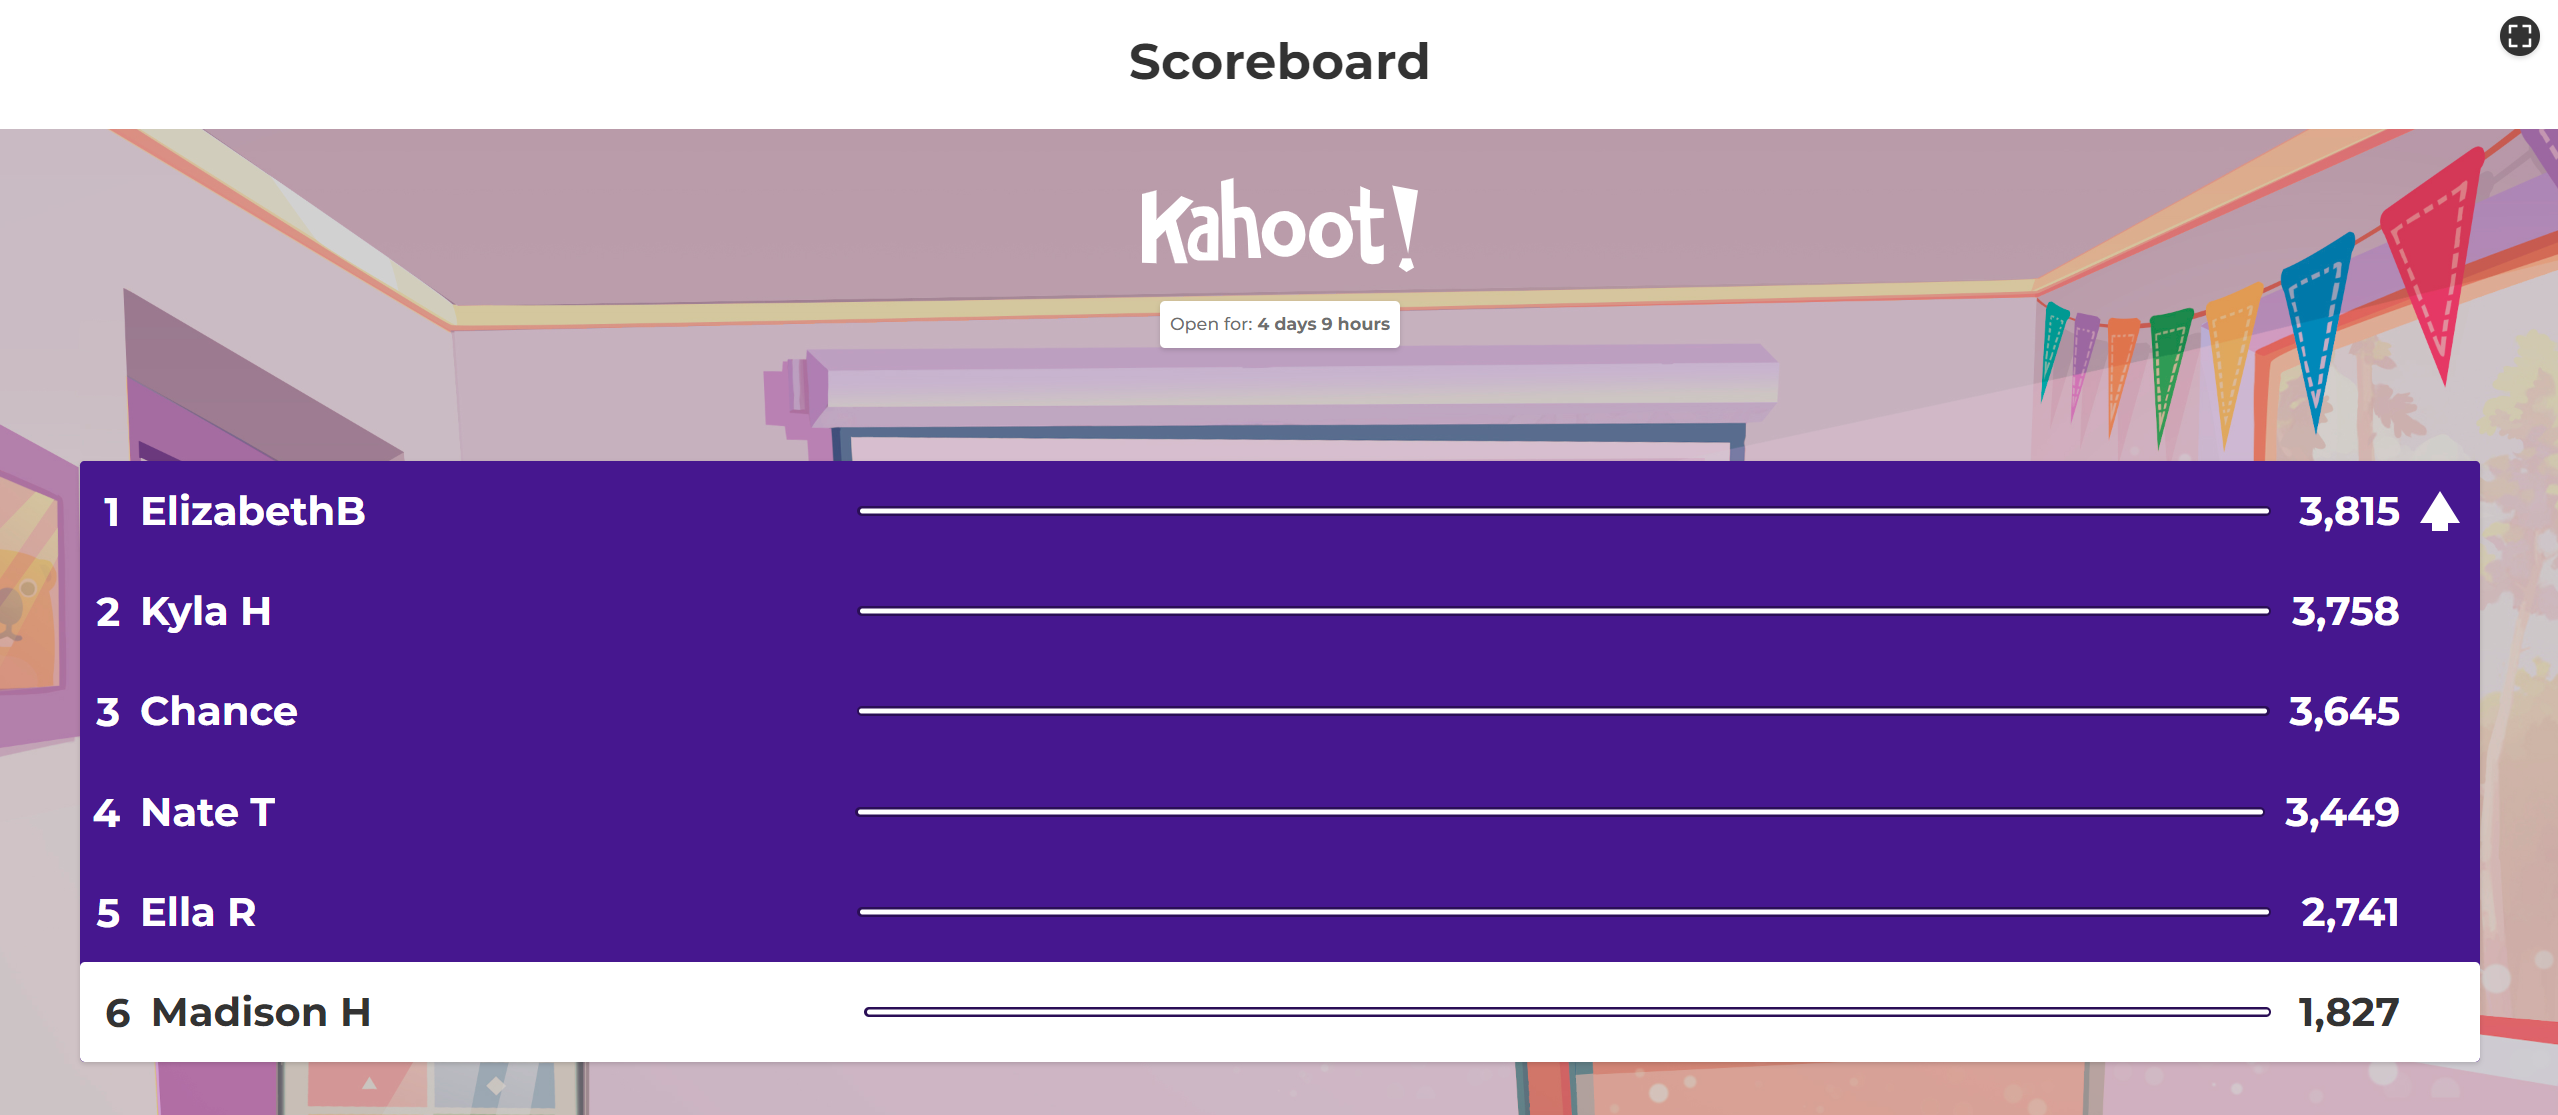 Scoreboard
Kahoot!
Open for: 4 days 9 hours
1 ElizabethB 3,815
2 Kyla H 3,758
3 Chance 3,645
4 Nate T 3,449
5 Ella R 2,741
6 Madison H 1,827